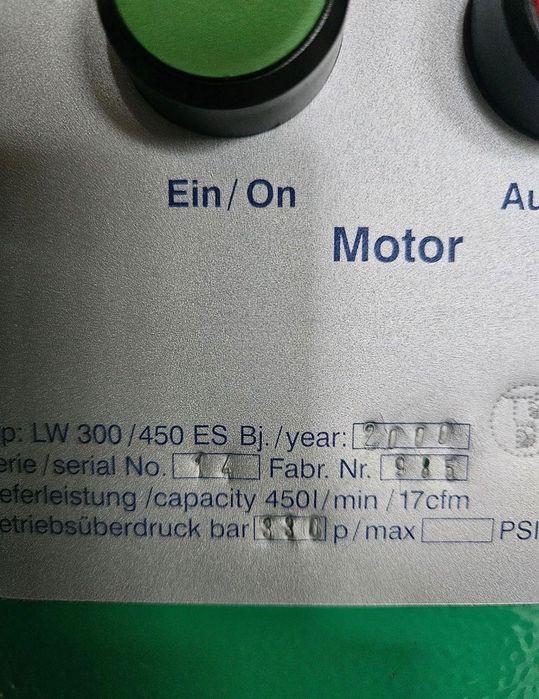 Ein / On
Au
Motor
p: LW 300 / 450 ES Bj. / year: 2000
erie / serial No. 14 Fabr. Nr. 985
eferleistung / capacity 450l / min / 17cfm
etriebsüberdruck bar 330 p / max PSI